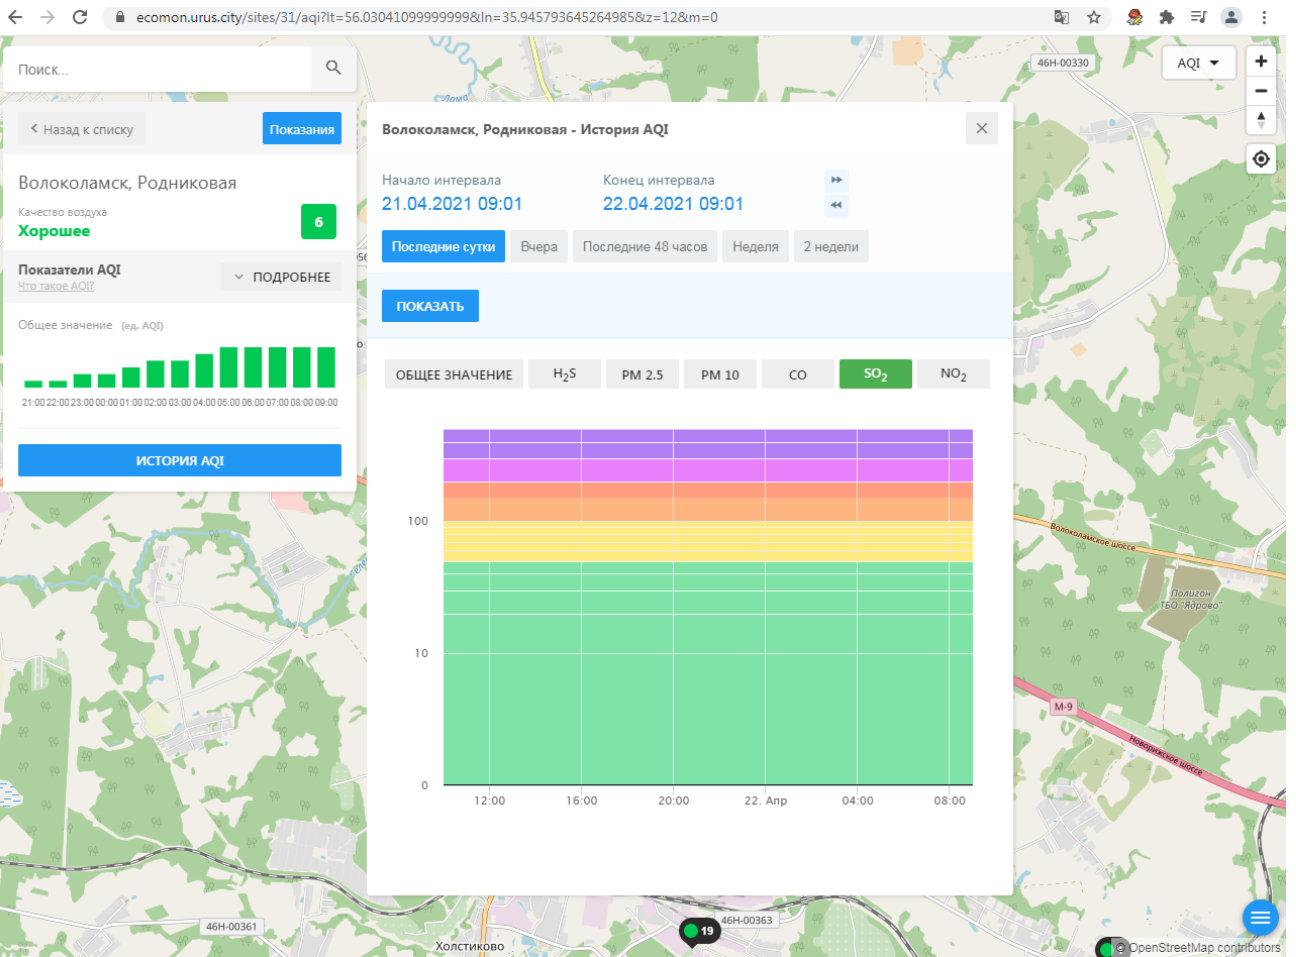 ecomon.urus.city/sites/31/aqi?lt=56.03041099999999&ln=35.945793645264985&z=12&m=0
Поиск...
46Н-00330
AQI
Лама
Назад к списку
Показания
Волоколамск, Родниковая - История AQI
Волоколамск, Родниковая
Качество воздуха
Хорошее
6
Начало интервала
Конец интервала
21.04.2021 09:01
22.04.2021 09:01
Последние сутки
Вчера
Последние 48 часов
Неделя
2 недели
Показатели AQI
Что такое AQI?
ПОДРОБНЕЕ
ПОКАЗАТЬ
Общее значение (ед. AQI)
21:00 22:00 23:00 00:00 01:00 02:00 03:00 04:00 05:00 06:00 07:00 08:00 09:00
ИСТОРИЯ AQI
ОБЩЕЕ ЗНАЧЕНИЕ
H2S
PM 2.5
PM 10
CO
SO2
NO2
100
10
0
12:00
16:00
20:00
22. Апр
04:00
08:00
Волоколамское шоссе
Полигон
ТБО "Ядрово"
М-9
Новорижское шоссе
46Н-00361
Холстиково
19
46Н-00363
© OpenStreetMap contributors